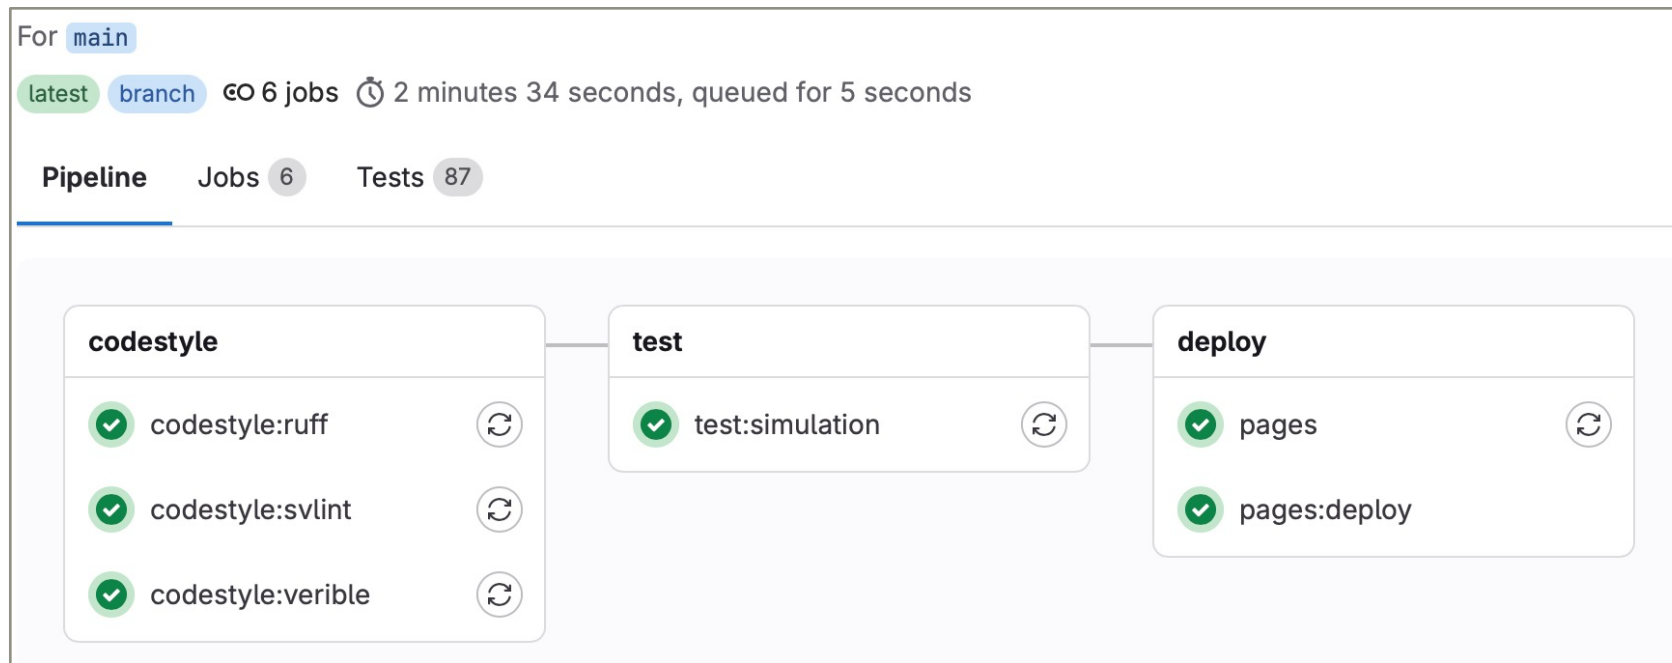 For main
latest branch 6 jobs 2 minutes 34 seconds, queued for 5 seconds
Pipeline Jobs 6 Tests 87
codestyle
codestyle:ruff
codestyle:svlint
codestyle:verible
test
test:simulation
deploy
pages
pages:deploy